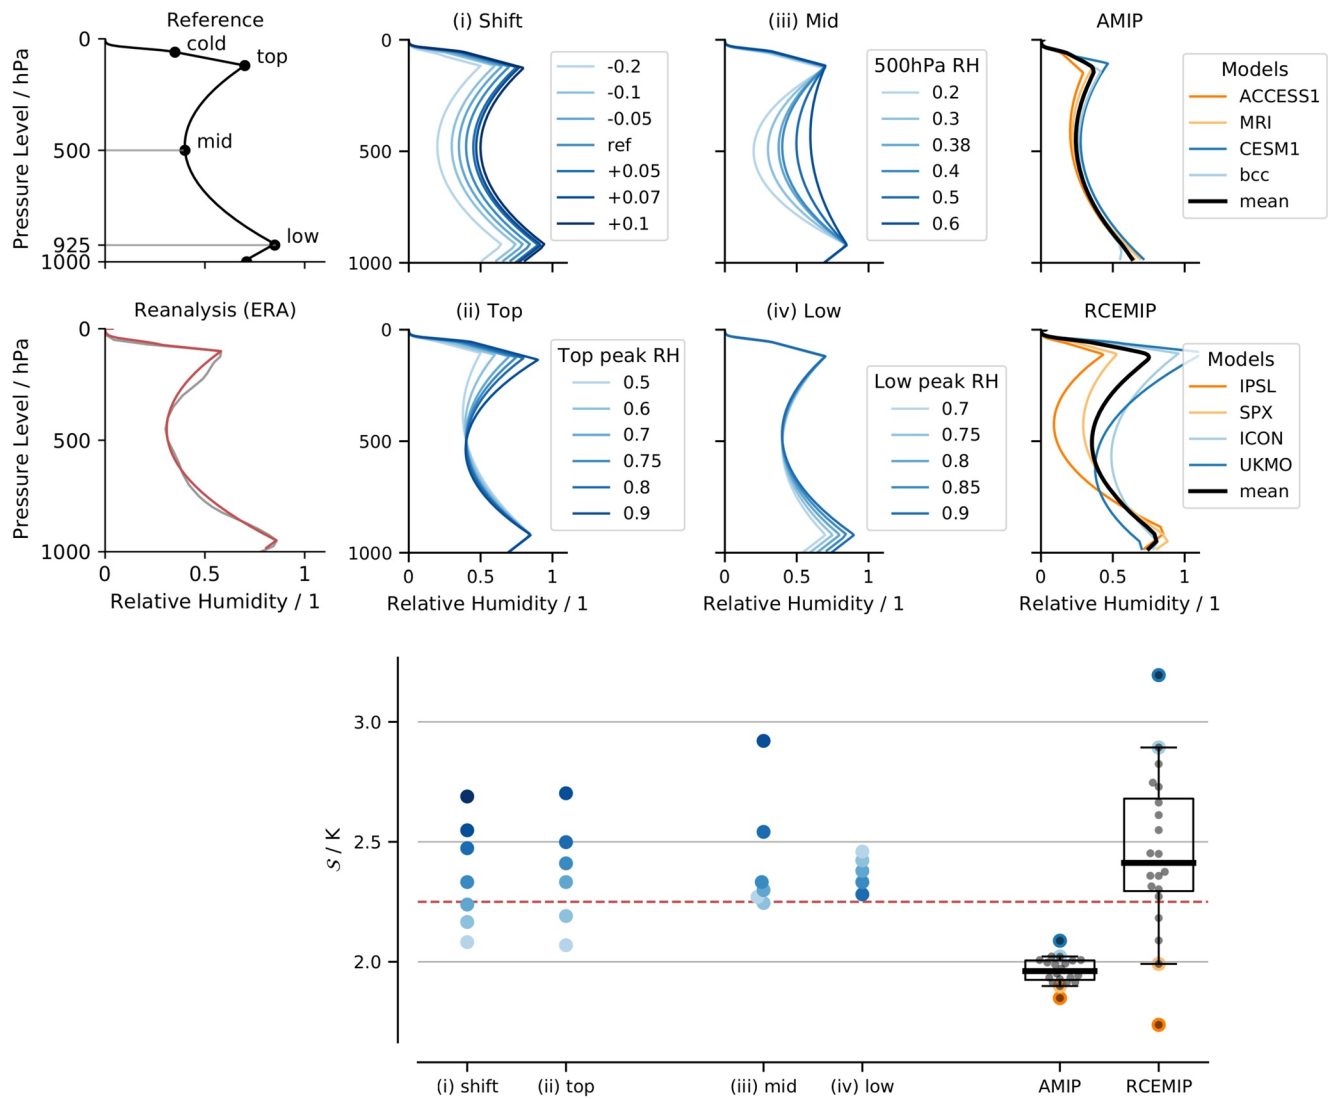 Reference
Pressure Level / hPa
0
500
925
1000
cold
top
mid
low
(i) Shift
0
500
1000
-0.2
-0.1
-0.05
ref
+0.05
+0.07
+0.1
(iii) Mid
500hPa RH
0.2
0.3
0.38
0.4
0.5
0.6
AMIP
Models
ACCESS1
MRI
CESM1
bcc
mean
Reanalysis (ERA)
Pressure Level / hPa
0
500
1000
0
0.5
1
Relative Humidity / 1
(ii) Top
0
500
1000
Top peak RH
0.5
0.6
0.7
0.75
0.8
0.9
0
0.5
1
Relative Humidity / 1
(iv) Low
Low peak RH
0.7
0.75
0.8
0.85
0.9
0
0.5
1
Relative Humidity / 1
RCEMIP
Models
IPSL
SPX
ICON
UKMO
mean
0
0.5
1
Relative Humidity / 1
𝒮 / K
3.0
2.5
2.0
(i) shift
(ii) top
(iii) mid
(iv) low
AMIP
RCEMIP